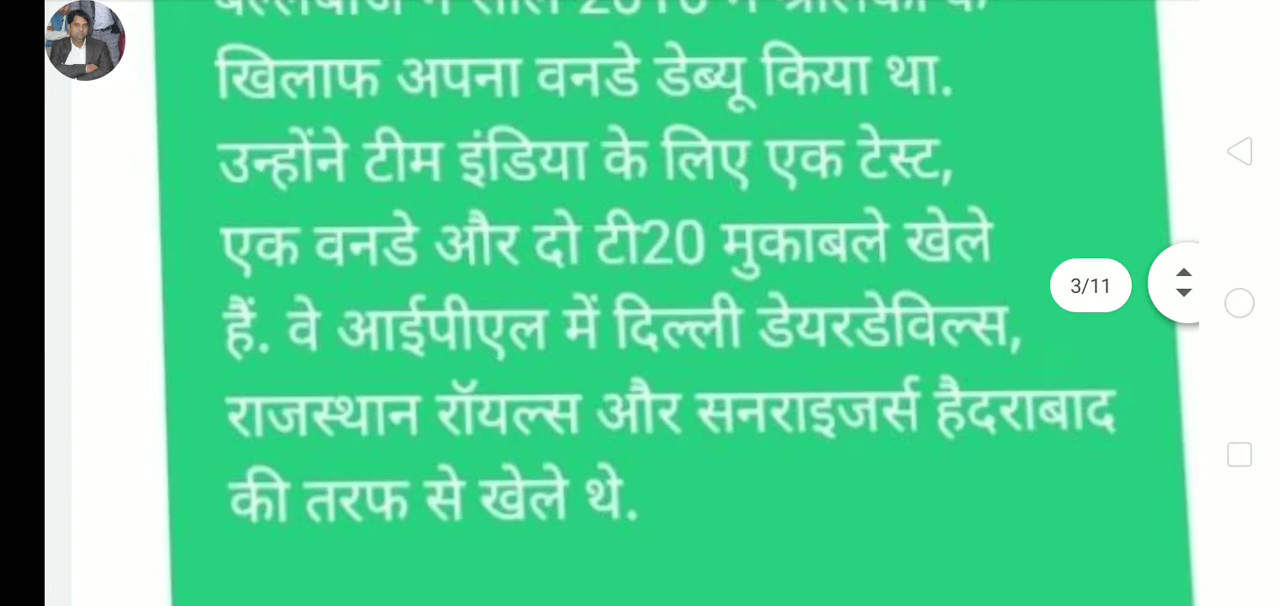 खिलाफ अपना वनडे डेब्यू किया था.
उन्होंने टीम इंडिया के लिए एक टेस्ट,
एक वनडे और दो टी20 मुकाबले खेले
हैं. वे आईपीएल में दिल्ली डेयरडेविल्स,
3/11
राजस्थान रॉयल्स और सनराइजर्स हैदराबाद
की तरफ से खेले थे.